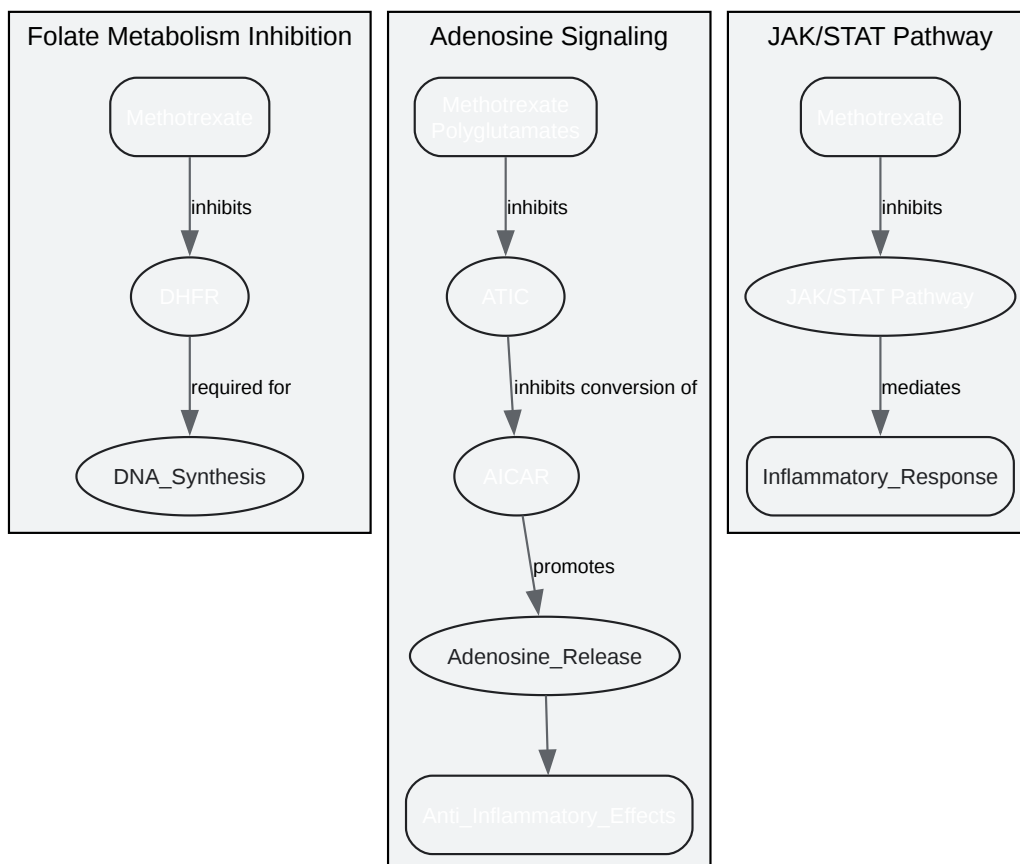 Folate Metabolism Inhibition
Methotrexate
inhibits
DHFR
required for
DNA_Synthesis
Adenosine Signaling
Methotrexate
Polyglutamates
inhibits
ATIC
inhibits conversion of
AICAR
promotes
Adenosine_Release
Anti_Inflammatory_Effects
JAK/STAT Pathway
Methotrexate
inhibits
JAK/STAT Pathway
mediates
Inflammatory_Response